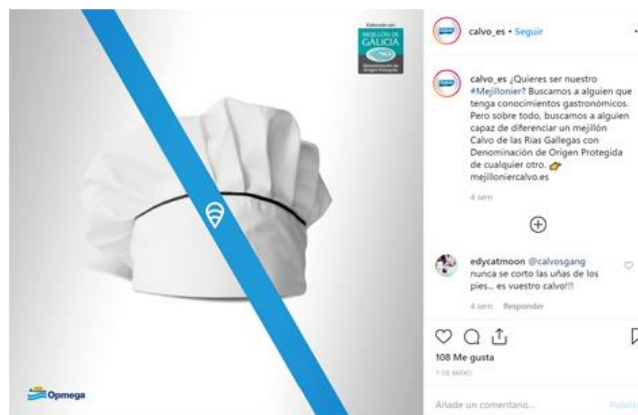 Elaborado con
MEJILLÓN DE
GALICIA
Denominación de
Origen Protegida
Opmega
calvo_es • Seguir
calvo_es ¿Quieres ser nuestro
#Mejillonier? Buscamos a alguien que
tenga conocimientos gastronómicos.
Pero sobre todo, buscamos a alguien
capaz de diferenciar un mejillón
Calvo de las Rías Gallegas con
Denominación de Origen Protegida
de cualquier otro. 👉
mejilloniercalvo.es
4 sem
edycatmoon @calvosgang
nunca se corto las uñas de los
pies... es vuestro calvo!!!
4 sem Responder
108 Me gusta
7 DE MAYO
Añade un comentario...